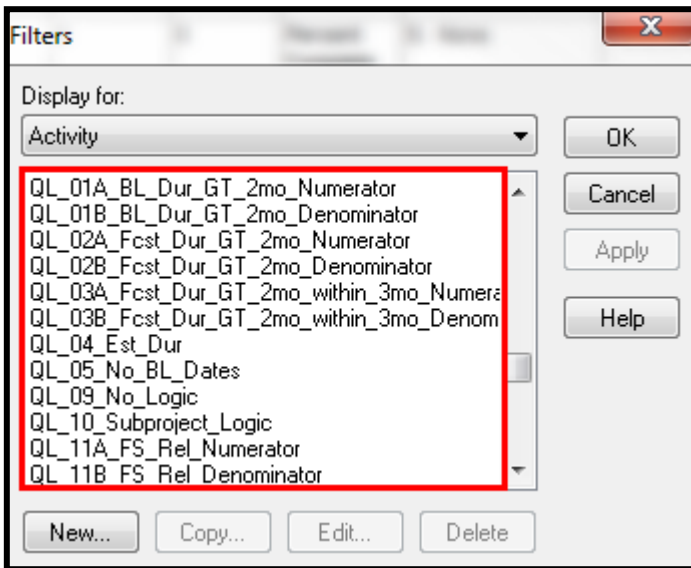 Filters
Display for:
Activity
OK
QL_01A_BL_Dur_GT_2mo_Numerator
QL_01B_BL_Dur_GT_2mo_Denominator
QL_02A_Fcst_Dur_GT_2mo_Numerator
QL_02B_Fcst_Dur_GT_2mo_Denominator
QL_03A_Fcst_Dur_GT_2mo_within_3mo_Numera
QL_03B_Fcst_Dur_GT_2mo_within_3mo_Denom
QL_04_Est_Dur
QL_05_No_BL_Dates
QL_09_No_Logic
QL_10_Subproject_Logic
QL_11A_FS_Rel_Numerator
QL_11B_FS_Rel_Denominator
Cancel
Apply
Help
New...
Copy...
Edit...
Delete